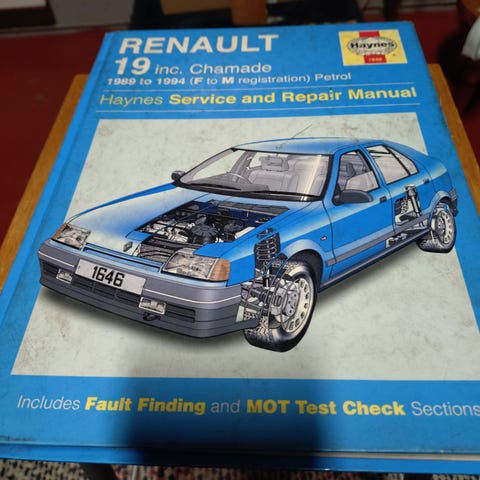 RENAULT
19 inc. Chamade
1989 to 1994 (F to M registration) Petrol
Haynes
1646
Haynes Service and Repair Manual
1646
Includes Fault Finding and MOT Test Check Sections